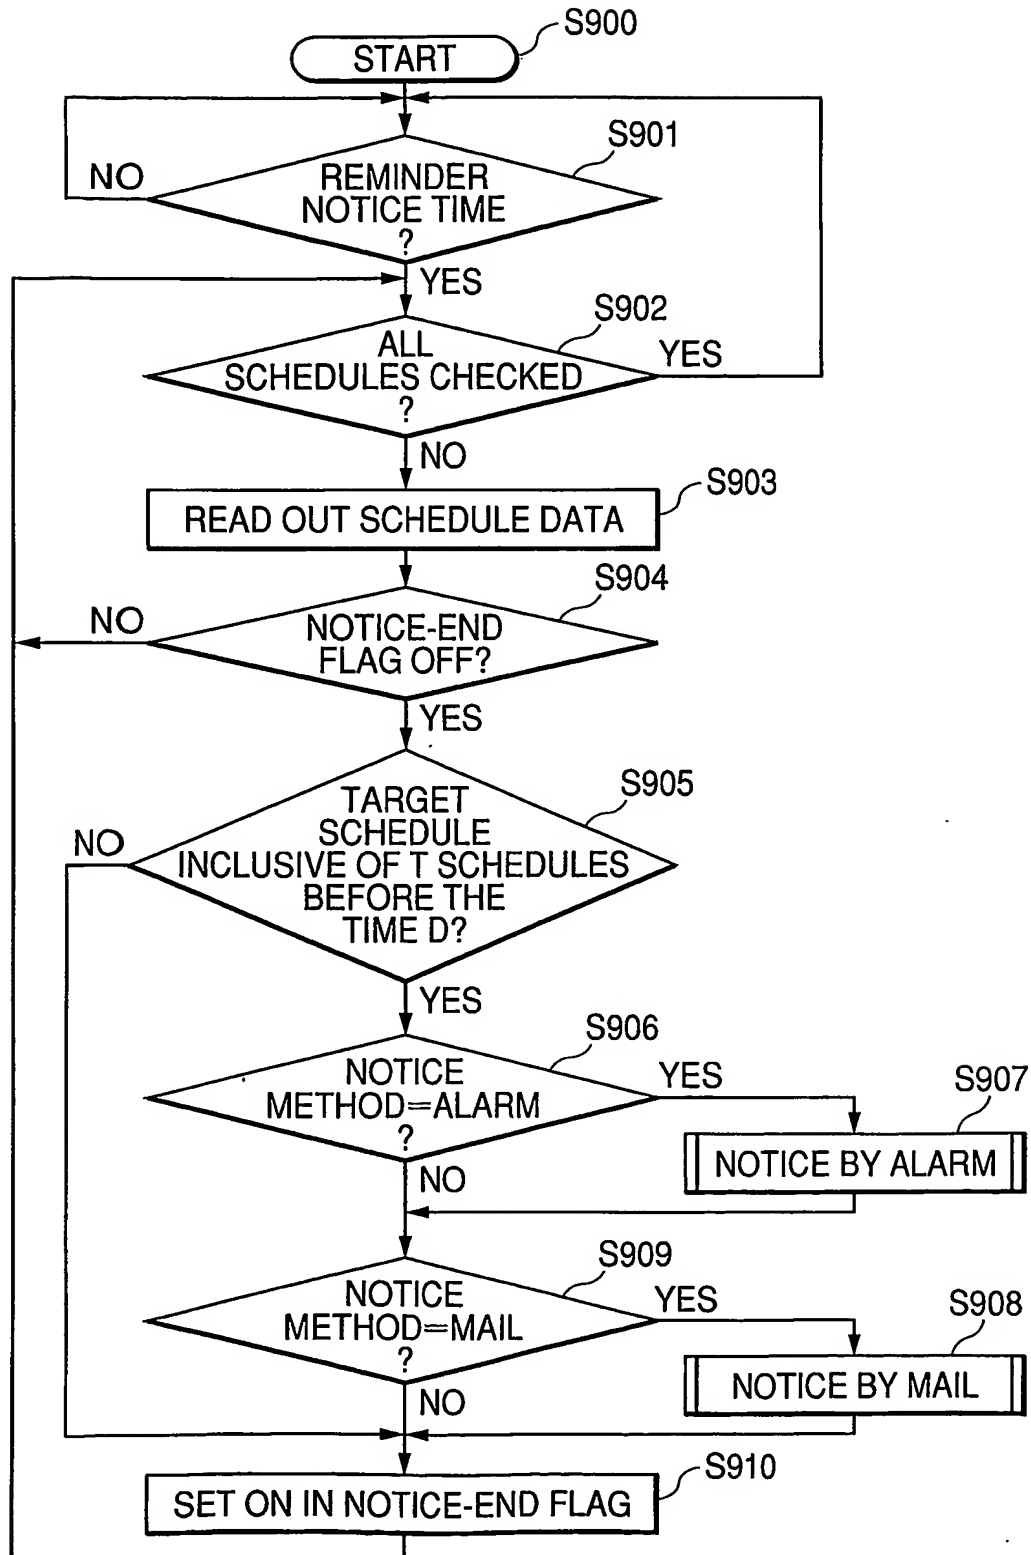 S900
START
S901
NO
REMINDER
NOTICE TIME
?
YES
S902
ALL
SCHEDULES CHECKED
?
YES
NO
S903
READ OUT SCHEDULE DATA
S904
NO
NOTICE-END
FLAG OFF?
YES
S905
NO
TARGET
SCHEDULE
INCLUSIVE OF T SCHEDULES
BEFORE THE
TIME D?
YES
S906
NOTICE
METHOD=ALARM
?
YES
S907
NOTICE BY ALARM
NO
S909
NOTICE
METHOD=MAIL
?
YES
S908
NOTICE BY MAIL
NO
S910
SET ON IN NOTICE-END FLAG